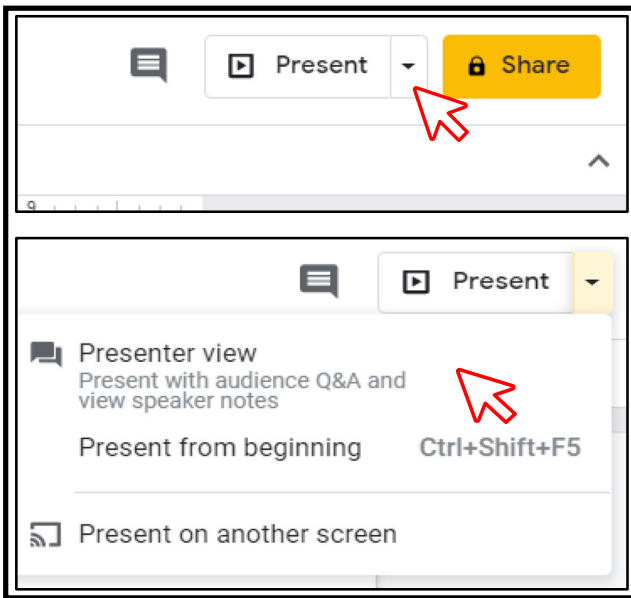 Present Share
9
Present
Presenter view
Present with audience Q&A and
view speaker notes
Present from beginning Ctrl+Shift+F5
Present on another screen